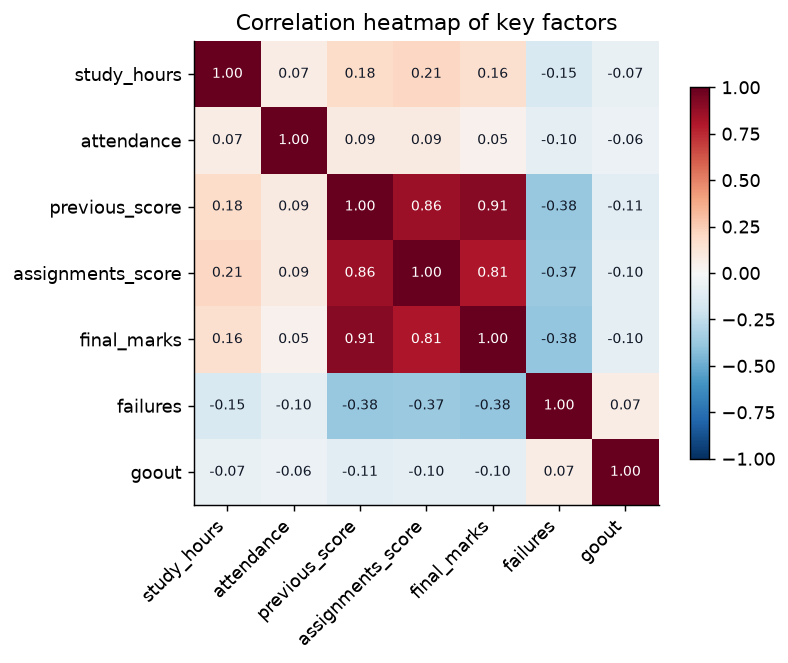 Correlation heatmap of key factors
study_hours 1.00 0.07 0.18 0.21 0.16 -0.15 -0.07
attendance 0.07 1.00 0.09 0.09 0.05 -0.10 -0.06
previous_score 0.18 0.09 1.00 0.86 0.91 -0.38 -0.11
assignments_score 0.21 0.09 0.86 1.00 0.81 -0.37 -0.10
final_marks 0.16 0.05 0.91 0.81 1.00 -0.38 -0.10
failures -0.15 -0.10 -0.38 -0.37 -0.38 1.00 0.07
goout -0.07 -0.06 -0.11 -0.10 -0.10 0.07 1.00
study_hours
attendance
previous_score
assignments_score
final_marks
failures
goout
1.00
0.75
0.50
0.25
0.00
−0.25
−0.50
−0.75
−1.00